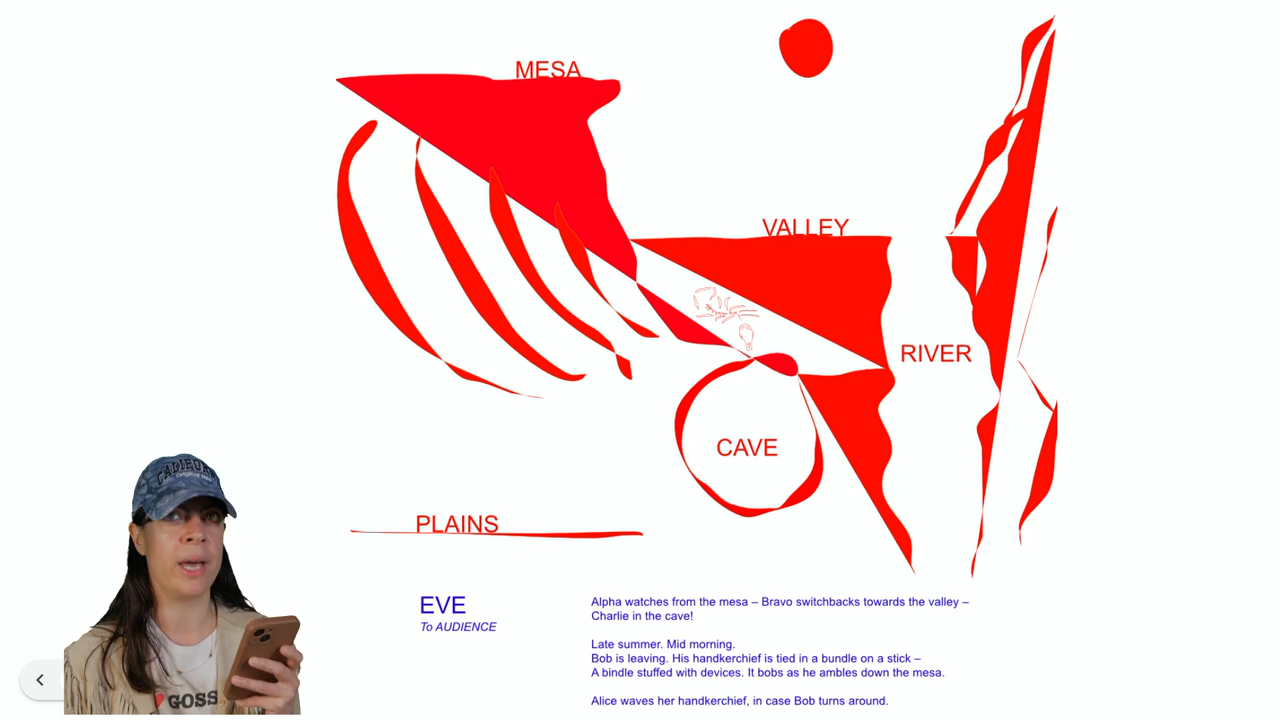 MESA
VALLEY
RIVER
CAVE
PLAINS
CALIFORN
GOSS
EVE
To AUDIENCE
Alpha watches from the mesa – Bravo switchbacks towards the valley –
Charlie in the cave!
Late summer. Mid morning.
Bob is leaving. His handkerchief is tied in a bundle on a stick –
A bindle stuffed with devices. It bobs as he ambles down the mesa.
Alice waves her handkerchief, in case Bob turns around.